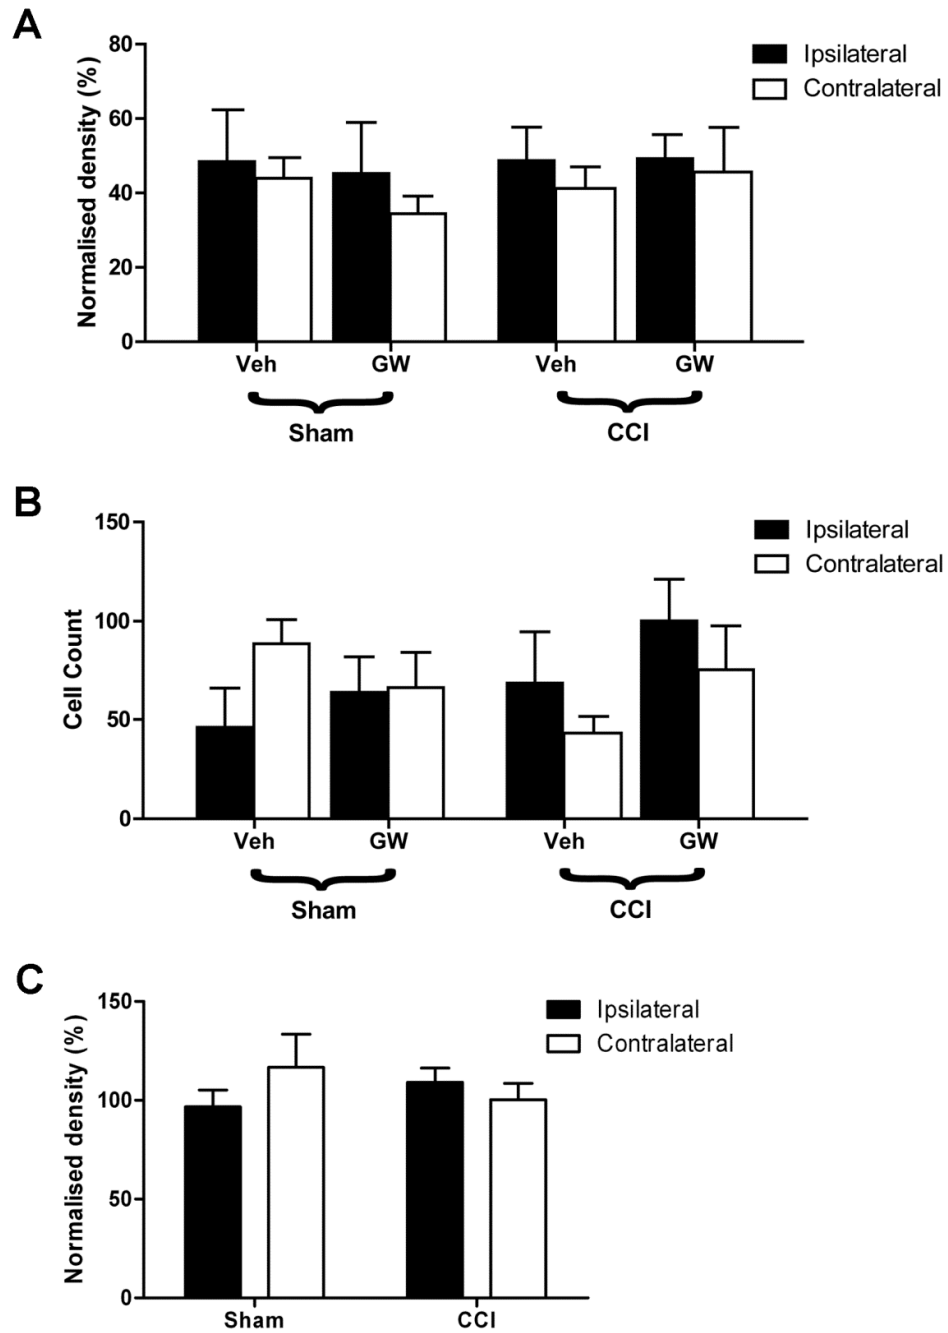 A
Normalised density (%)
80
60
40
20
0
Ipsilateral
Contralateral
Veh GW Veh GW
Sham CCI
B
Cell Count
150
100
50
0
Ipsilateral
Contralateral
Veh GW Veh GW
Sham CCI
C
Normalised density (%)
150
100
50
0
Ipsilateral
Contralateral
Sham CCI